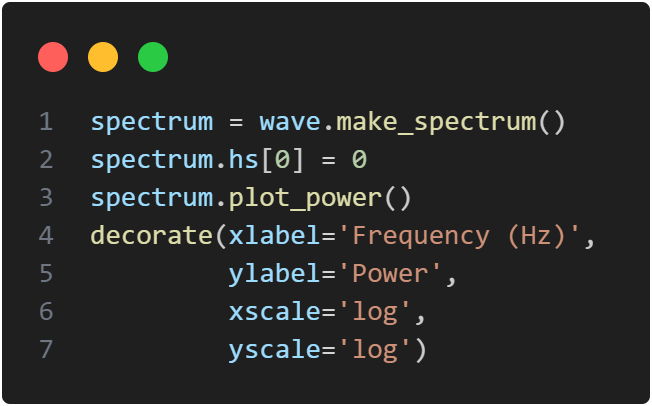 1 spectrum = wave.make_spectrum()
2 spectrum.hs[0] = 0
3 spectrum.plot_power()
4 decorate(xlabel='Frequency (Hz)',
5          ylabel='Power',
6          xscale='log',
7          yscale='log')